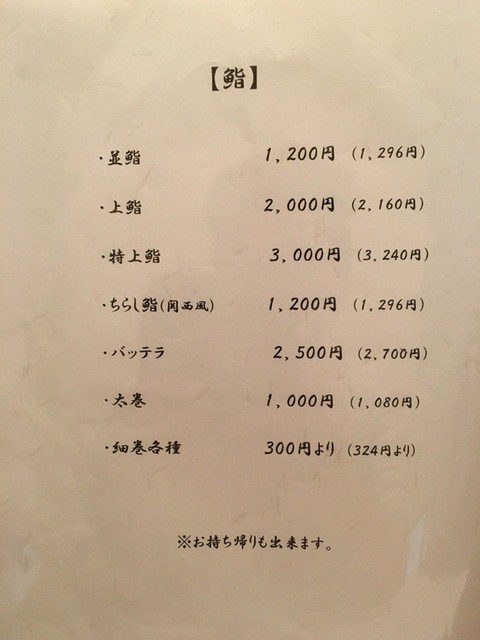 【鮨】
・並鮨 1,200円 (1,296円)
・上鮨 2,000円 (2,160円)
・特上鮨 3,000円 (3,240円)
・ちらし鮨(関西風) 1,200円 (1,296円)
・バッテラ 2,500円 (2,700円)
・太巻 1,000円 (1,080円)
・細巻各種 300円より (324円より)
※お持ち帰りも出来ます。